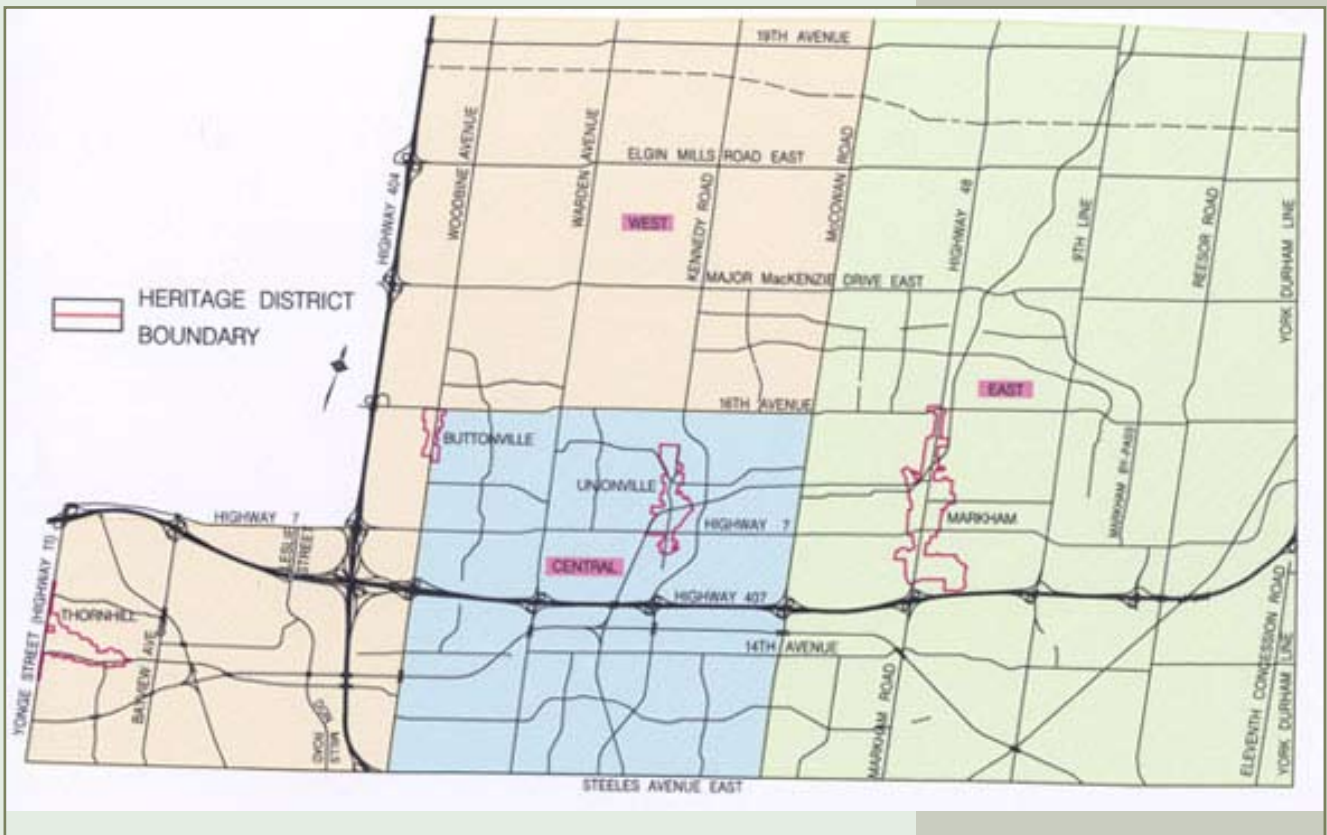 19TH AVENUE
ELGIN MILLS ROAD EAST
HIGHWAY 404
WOODBINE AVENUE
WARDEN AVENUE
KENNEDY ROAD
McCOWAN ROAD
HIGHWAY 48
9TH LINE
REESOR ROAD
YORK DURHAM LINE
WEST
MAJOR MacKENZIE DRIVE EAST
HERITAGE DISTRICT
BOUNDARY
EAST
16TH AVENUE
BUTTONVILLE
UNIONVILLE
MARKHAM
MARKHAM BY-PASS
HIGHWAY 7
HIGHWAY 7
LESLIE
STREET
CENTRAL
HIGHWAY 407
YONGE STREET (HIGHWAY 11)
THORNHILL
BAYVIEW AVE
14TH AVENUE
DON
MILLS
ROAD
MARKHAM ROAD
ELEVENTH CONCESSION ROAD
YORK DURHAM LINE
STEELES AVENUE EAST